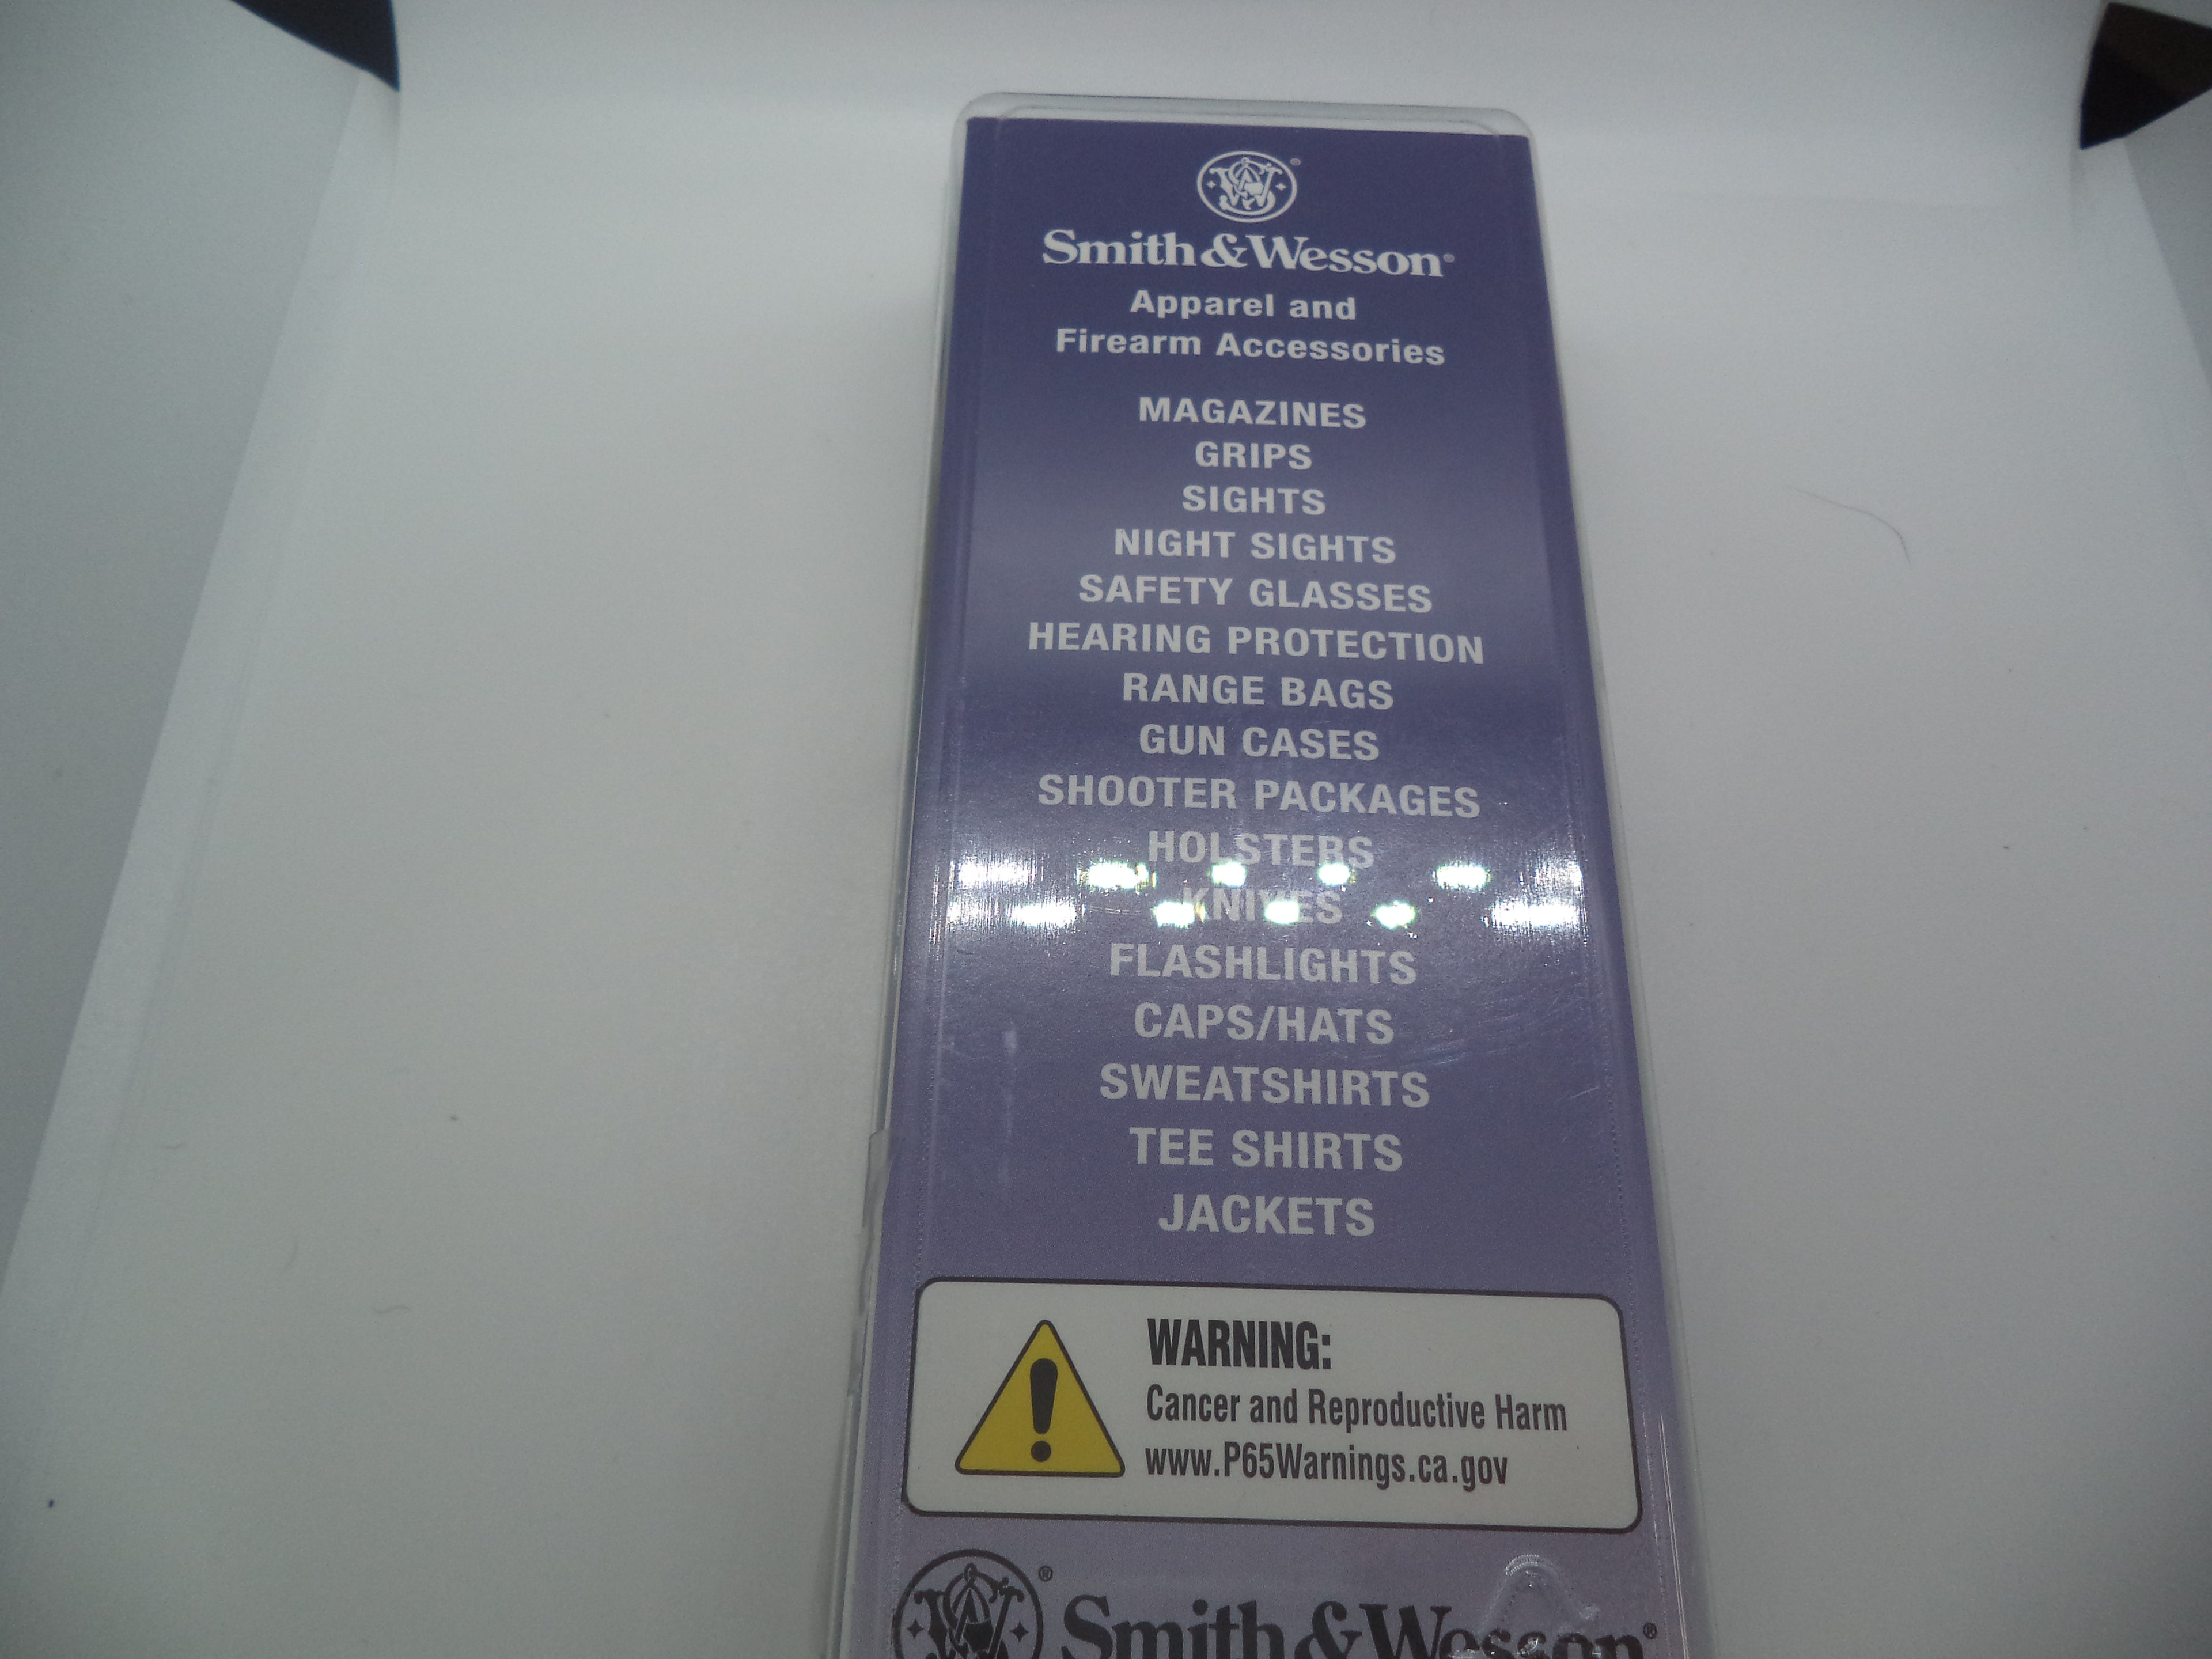 ®
Smith&Wesson®
Apparel and
Firearm Accessories
MAGAZINES
GRIPS
SIGHTS
NIGHT SIGHTS
SAFETY GLASSES
HEARING PROTECTION
RANGE BAGS
GUN CASES
SHOOTER PACKAGES
HOLSTERS
KNIVES
FLASHLIGHTS
CAPS/HATS
SWEATSHIRTS
TEE SHIRTS
JACKETS
WARNING:
Cancer and Reproductive Harm
www.P65Warnings.ca.gov
® Smith&Wesson®